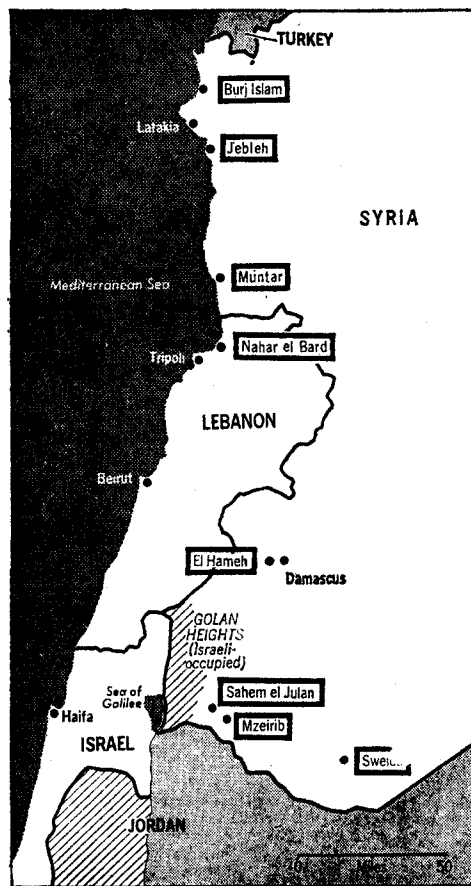 TURKEY
Burj Islam
Latakia
Jebleh
SYRIA
Muntar
Mediterranean Sea
Nahar el Bard
Tripoli
LEBANON
Beirut
El Hameh
Damascus
GOLAN
HEIGHTS
(Israeli-
occupied)
Sea of
Galilee
Sahem el Julan
Haifa
Mzeirib
ISRAEL
JORDAN
50